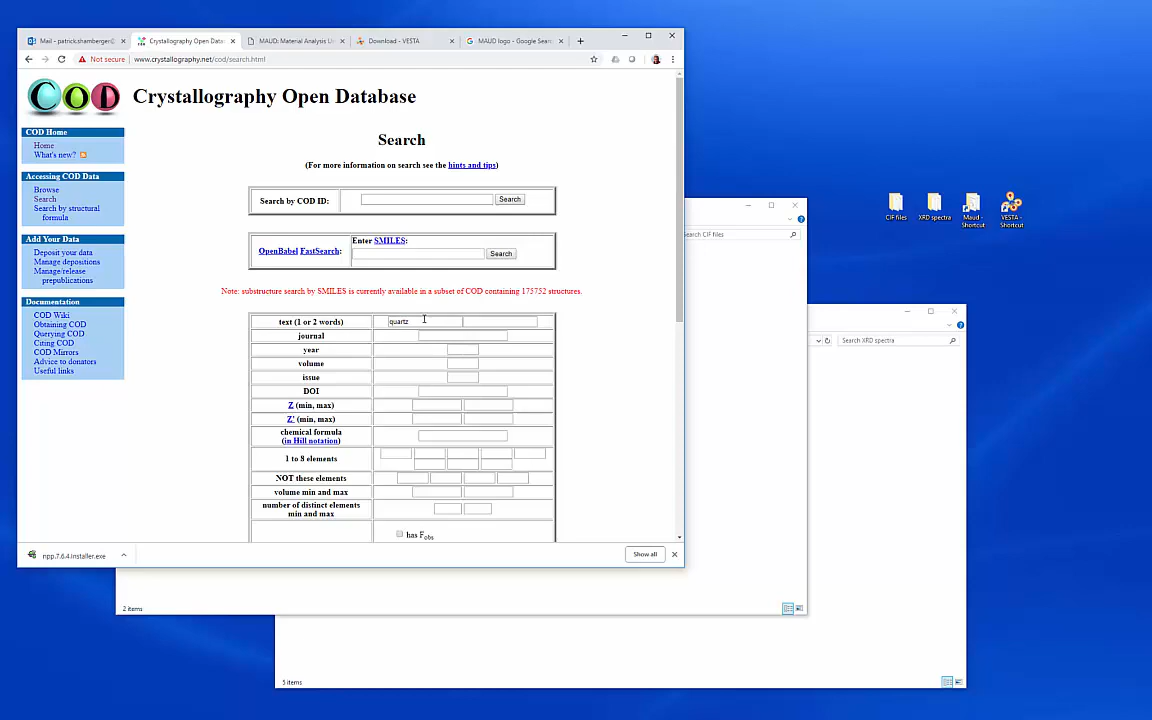 Mail - patrick.shamberger@
Crystallography Open Data
MAUD: Material Analysis U
Download - VESTA
MAUD logo - Google Sear
Not secure
www.crystallography.net/cod/search.html
COD
Crystallography Open Database
COD Home
Home
What's new?
Accessing COD Data
Browse
Search
Search by structural
formula
Add Your Data
Deposit your data
Manage depositions
Manage/release
prepublications
Documentation
COD Wiki
Obtaining COD
Querying COD
Citing COD
COD Mirrors
Advice to donators
Useful links
Search
(For more information on search see the hints and tips)
Search by COD ID:
Search
OpenBabel FastSearch:
Enter SMILES:
Search
Note: substructure search by SMILES is currently available in a subset of COD containing 175752 structures.
text (1 or 2 words)
quartz
journal
year
volume
issue
DOI
Z (min, max)
Z' (min, max)
chemical formula
(in Hill notation)
1 to 8 elements
NOT these elements
volume min and max
number of distinct elements
min and max
has Fobs
npp.7.6.4.Installer.exe
Show all
Search CIF files
2 items
Search XRD spectra
5 items
CIF files
XRD spectra
Maud -
Shortcut
VESTA -
Shortcut